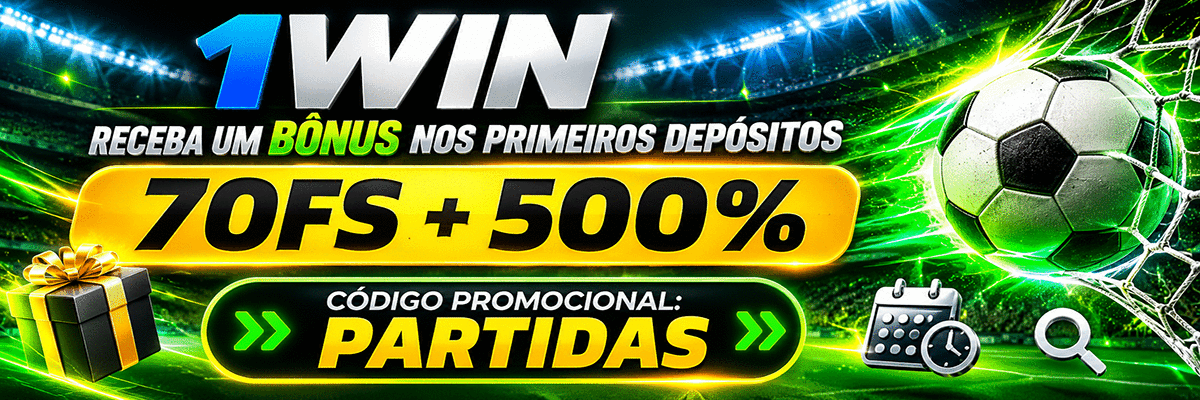 1WIN
RECEBA UM BÔNUS NOS PRIMEIROS DEPÓSITOS
70FS + 500%
CÓDIGO PROMOCIONAL:
PARTIDAS